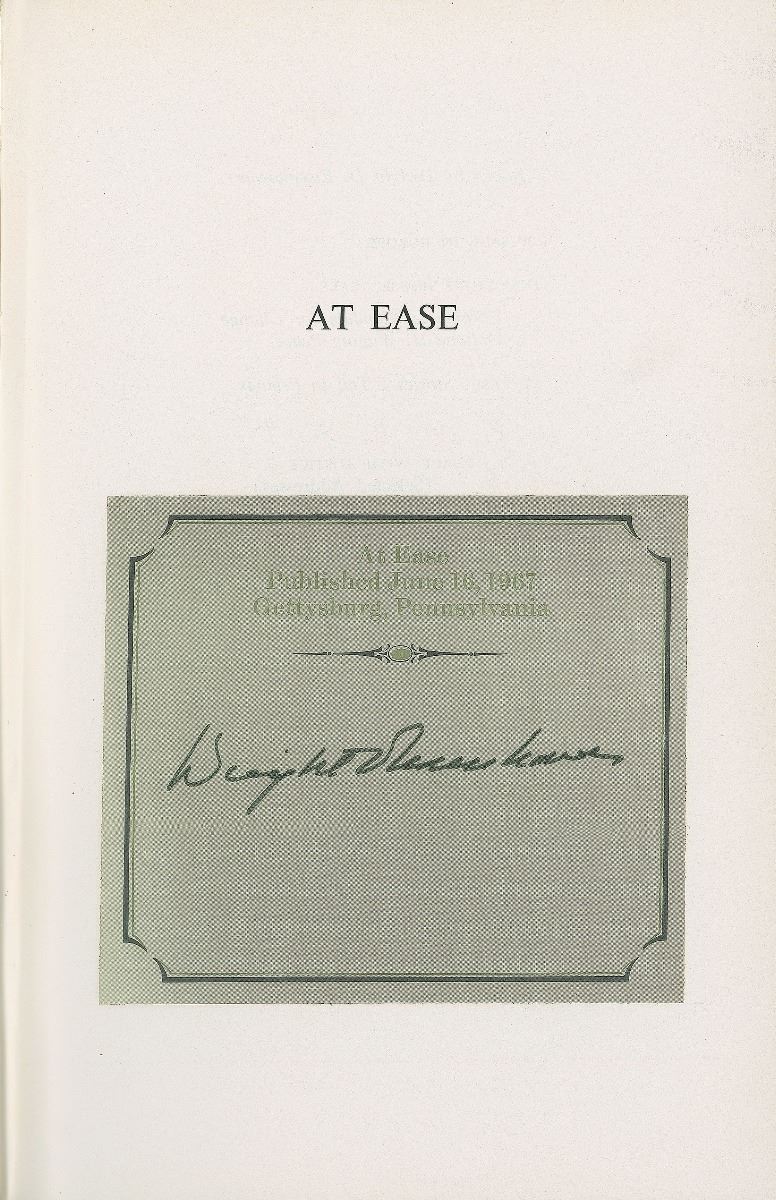 AT EASE
At Ease
Published June 16, 1967
Gettysburg, Pennsylvania
Dwight Eisenhower